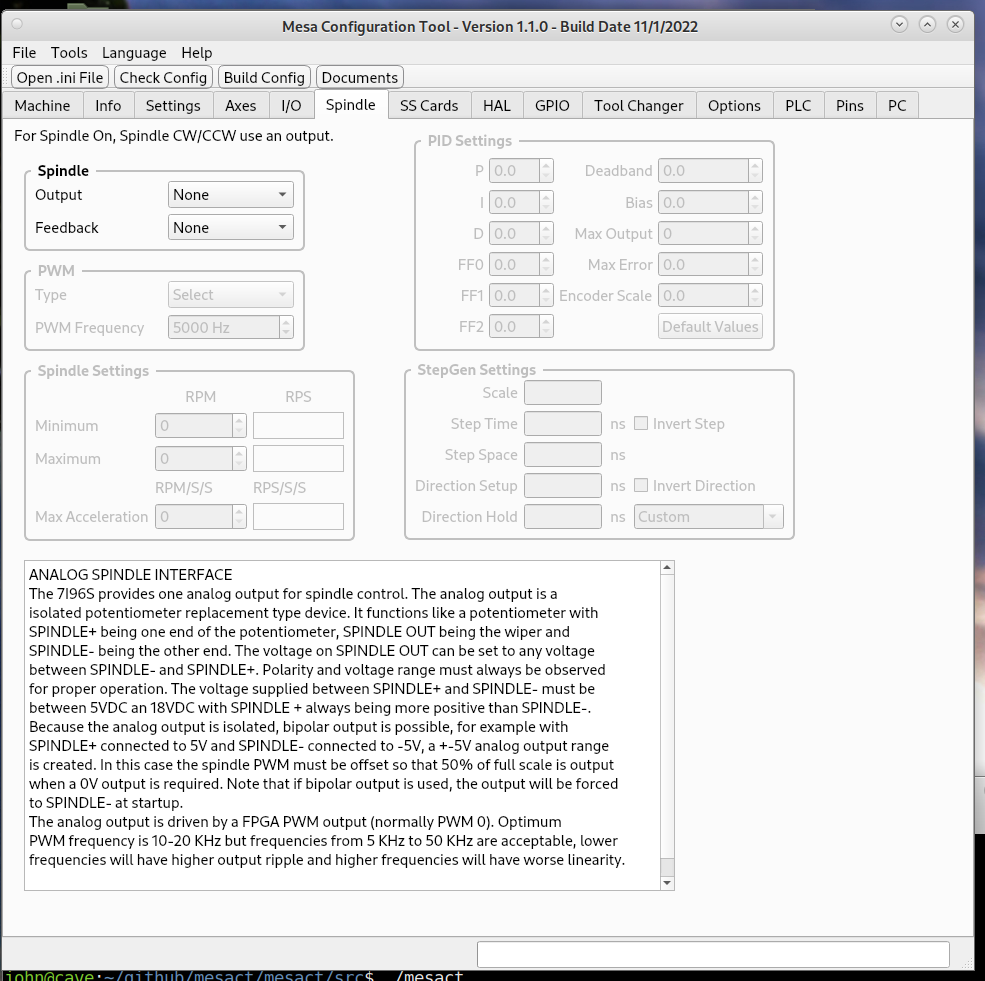 Mesa Configuration Tool - Version 1.1.0 - Build Date 11/1/2022
File Tools Language Help
Open .ini File Check Config Build Config Documents
Machine Info Settings Axes I/O Spindle SS Cards HAL GPIO Tool Changer Options PLC Pins PC
For Spindle On, Spindle CW/CCW use an output.
Spindle
Output None
Feedback None
PWM
Type Select
PWM Frequency 5000 Hz
Spindle Settings
RPM RPS
Minimum 0
Maximum 0
RPM/S/S RPS/S/S
Max Acceleration 0
PID Settings
P 0.0 Deadband 0.0
I 0.0 Bias 0.0
D 0.0 Max Output 0
FF0 0.0 Max Error 0.0
FF1 0.0 Encoder Scale 0.0
FF2 0.0 Default Values
StepGen Settings
Scale
Step Time ns Invert Step
Step Space ns
Direction Setup ns Invert Direction
Direction Hold ns Custom
ANALOG SPINDLE INTERFACE
The 7I96S provides one analog output for spindle control. The analog output is a
isolated potentiometer replacement type device. It functions like a potentiometer with
SPINDLE+ being one end of the potentiometer, SPINDLE OUT being the wiper and
SPINDLE- being the other end. The voltage on SPINDLE OUT can be set to any voltage
between SPINDLE- and SPINDLE+. Polarity and voltage range must always be observed
for proper operation. The voltage supplied between SPINDLE+ and SPINDLE- must be
between 5VDC an 18VDC with SPINDLE + always being more positive than SPINDLE-.
Because the analog output is isolated, bipolar output is possible, for example with
SPINDLE+ connected to 5V and SPINDLE- connected to -5V, a +-5V analog output range
is created. In this case the spindle PWM must be offset so that 50% of full scale is output
when a 0V output is required. Note that if bipolar output is used, the output will be forced
to SPINDLE- at startup.
The analog output is driven by a FPGA PWM output (normally PWM 0). Optimum
PWM frequency is 10-20 KHz but frequencies from 5 KHz to 50 KHz are acceptable, lower
frequencies will have higher output ripple and higher frequencies will have worse linearity.
john@cave:~/github/mesact/mesact/src$ ./mesact